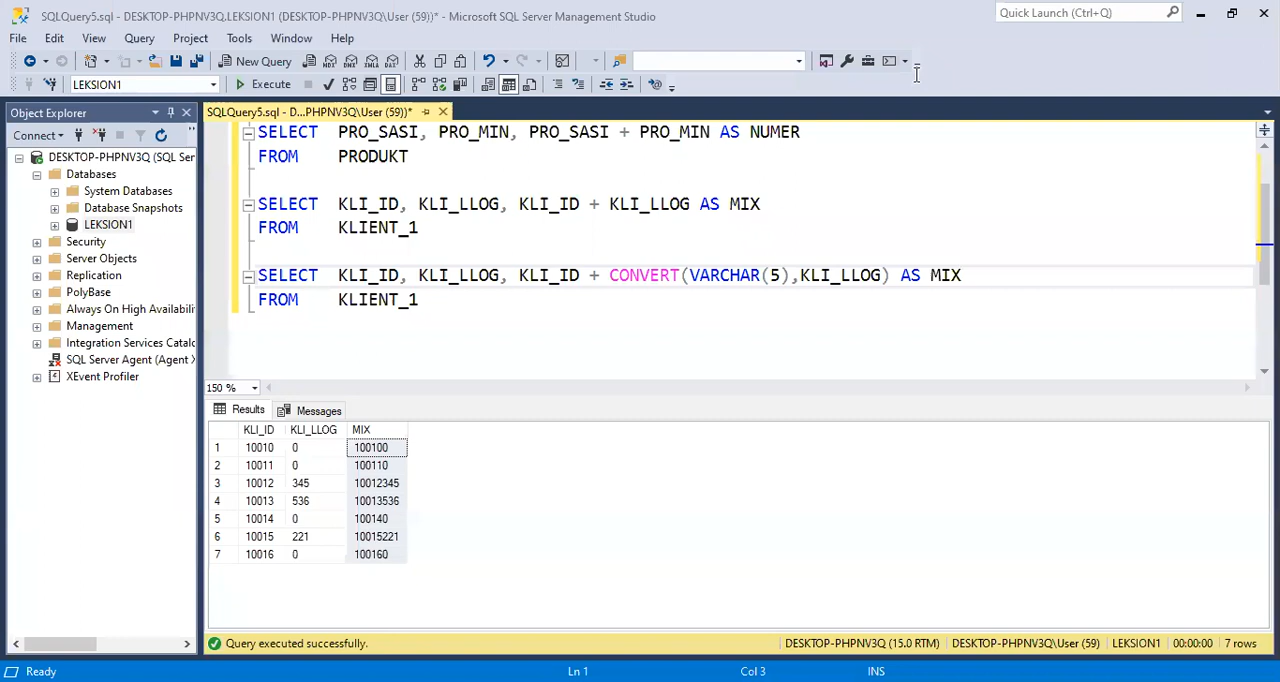 SQLQuery5.sql - DESKTOP-PHPNV3Q.LEKSION1 (DESKTOP-PHPNV3Q\User (59))* - Microsoft SQL Server Management Studio
Quick Launch (Ctrl+Q)
File Edit View Query Project Tools Window Help
New Query
MDX DMX XMLA DAX
LEKSION1
Execute
Object Explorer
SQLQuery5.sql - D...PHPNV3Q\User (59))*
Connect
DESKTOP-PHPNV3Q (SQL Ser
Databases
System Databases
Database Snapshots
LEKSION1
Security
Server Objects
Replication
PolyBase
Always On High Availabili
Management
Integration Services Catalo
SQL Server Agent (Agent X
XEvent Profiler
SELECT PRO_SASI, PRO_MIN, PRO_SASI + PRO_MIN AS NUMER
FROM PRODUKT
SELECT KLI_ID, KLI_LLOG, KLI_ID + KLI_LLOG AS MIX
FROM KLIENT_1
SELECT KLI_ID, KLI_LLOG, KLI_ID + CONVERT(VARCHAR(5),KLI_LLOG) AS MIX
FROM KLIENT_1
150 %
Results Messages
KLI_ID KLI_LLOG MIX
1 10010 0 100100
2 10011 0 100110
3 10012 345 10012345
4 10013 536 10013536
5 10014 0 100140
6 10015 221 10015221
7 10016 0 100160
Query executed successfully.
DESKTOP-PHPNV3Q (15.0 RTM) DESKTOP-PHPNV3Q\User (59) LEKSION1 00:00:00 7 rows
Ready Ln 1 Col 3 INS